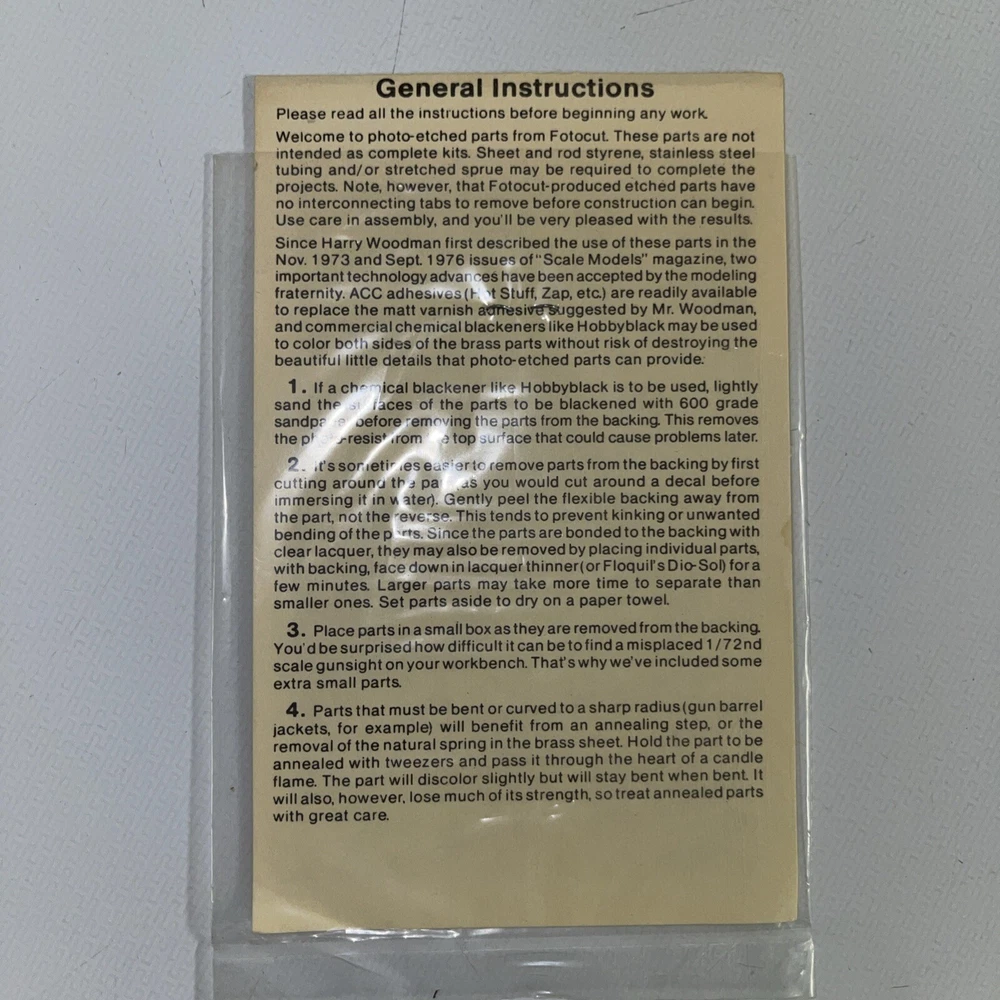 General Instructions
Please read all the instructions before beginning any work.
Welcome to photo-etched parts from Fotocut. These parts are not
intended as complete kits. Sheet and rod styrene, stainless steel
tubing and/or stretched sprue may be required to complete the
projects. Note, however, that Fotocut-produced etched parts have
no interconnecting tabs to remove before construction can begin.
Use care in assembly, and you'll be very pleased with the results.
Since Harry Woodman first described the use of these parts in the
Nov. 1973 and Sept. 1976 issues of "Scale Models" magazine, two
important technology advances have been accepted by the modeling
fraternity. ACC adhesives (Hot Stuff, Zap, etc.) are readily available
to replace the matt varnish adhesive suggested by Mr. Woodman,
and commercial chemical blackeners like Hobbyblack may be used
to color both sides of the brass parts without risk of destroying the
beautiful little details that photo-etched parts can provide.
1. If a chemical blackener like Hobbyblack is to be used, lightly
sand the surfaces of the parts to be blackened with 600 grade
sandpaper before removing the parts from the backing. This removes
the photo-resist from the top surface that could cause problems later.
2. It's sometimes easier to remove parts from the backing by first
cutting around the part as you would cut around a decal before
immersing it in water). Gently peel the flexible backing away from
the part, not the reverse. This tends to prevent kinking or unwanted
bending of the parts. Since the parts are bonded to the backing with
clear lacquer, they may also be removed by placing individual parts,
with backing, face down in lacquer thinner (or Floquil's Dio-Sol) for a
few minutes. Larger parts may take more time to separate than
smaller ones. Set parts aside to dry on a paper towel.
3. Place parts in a small box as they are removed from the backing.
You'd be surprised how difficult it can be to find a misplaced 1/72nd
scale gunsight on your workbench. That's why we've included some
extra small parts.
4. Parts that must be bent or curved to a sharp radius (gun barrel
jackets, for example) will benefit from an annealing step, or the
removal of the natural spring in the brass sheet. Hold the part to be
annealed with tweezers and pass it through the heart of a candle
flame. The part will discolor slightly but will stay bent when bent. It
will also, however, lose much of its strength, so treat annealed parts
with great care.